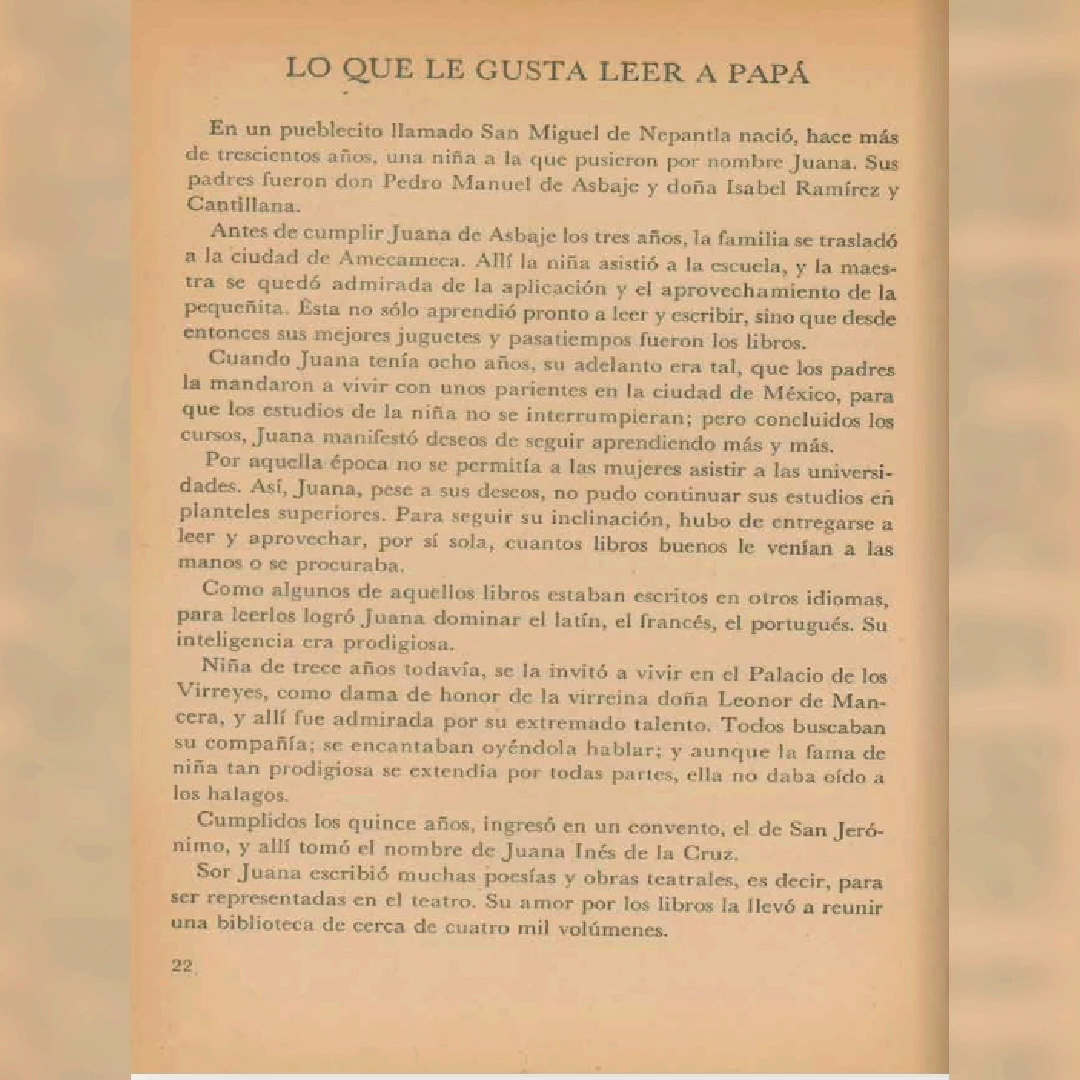 LO QUE LE GUSTA LEER A PAPÁ
En un pueblecito llamado San Miguel de Nepantla nació, hace más
de trescientos años, una niña a la que pusieron por nombre Juana. Sus
padres fueron don Pedro Manuel de Asbaje y doña Isabel Ramírez y
Cantillana.
Antes de cumplir Juana de Asbaje los tres años, la familia se trasladó
a la ciudad de Amecameca. Allí la niña asistió a la escuela, y la maes-
tra se quedó admirada de la aplicación y el aprovechamiento de la
pequeñita. Ésta no sólo aprendió pronto a leer y escribir, sino que desde
entonces sus mejores juguetes y pasatiempos fueron los libros.
Cuando Juana tenía ocho años, su adelanto era tal, que los padres
la mandaron a vivir con unos parientes en la ciudad de México, para
que los estudios de la niña no se interrumpieran; pero concluidos los
cursos, Juana manifestó deseos de seguir aprendiendo más y más.
Por aquella época no se permitía a las mujeres asistir a las universi-
dades. Así, Juana, pese a sus deseos, no pudo continuar sus estudios en
planteles superiores. Para seguir su inclinación, hubo de entregarse a
leer y aprovechar, por sí sola, cuantos libros buenos le venían a las
manos o se procuraba.
Como algunos de aquellos libros estaban escritos en otros idiomas,
para leerlos logró Juana dominar el latín, el francés, el portugués. Su
inteligencia era prodigiosa.
Niña de trece años todavía, se la invitó a vivir en el Palacio de los
Virreyes, como dama de honor de la virreina doña Leonor de Man-
cera, y allí fue admirada por su extremado talento. Todos buscaban
su compañía; se encantaban oyéndola hablar; y aunque la fama de
niña tan prodigiosa se extendía por todas partes, ella no daba oído a
los halagos.
Cumplidos los quince años, ingresó en un convento, el de San Jeró-
nimo, y allí tomó el nombre de Juana Inés de la Cruz.
Sor Juana escribió muchas poesías y obras teatrales, es decir, para
ser representadas en el teatro. Su amor por los libros la llevó a reunir
una biblioteca de cerca de cuatro mil volúmenes.
22